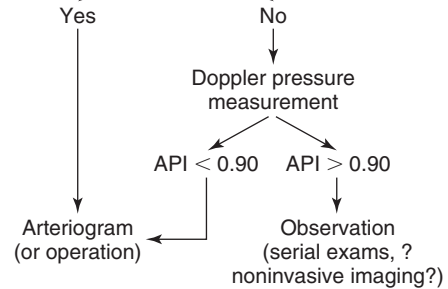 Yes No
Doppler pressure
measurement
API < 0.90 API > 0.90
Arteriogram
(or operation)
Observation
(serial exams, ?
noninvasive imaging?)